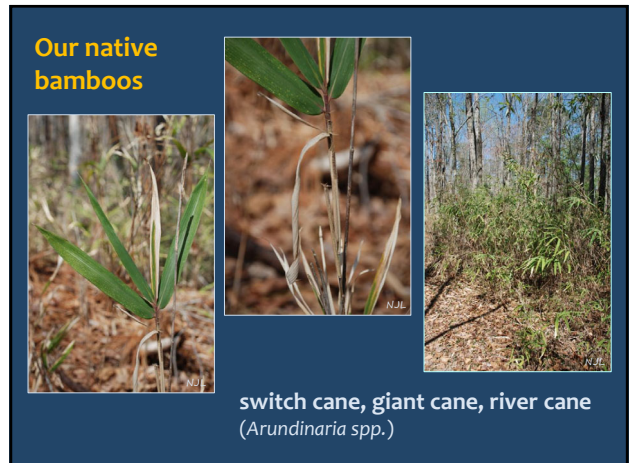 Our native
bamboos
NJL
NJL
NJL
switch cane, giant cane, river cane
(Arundinaria spp.)